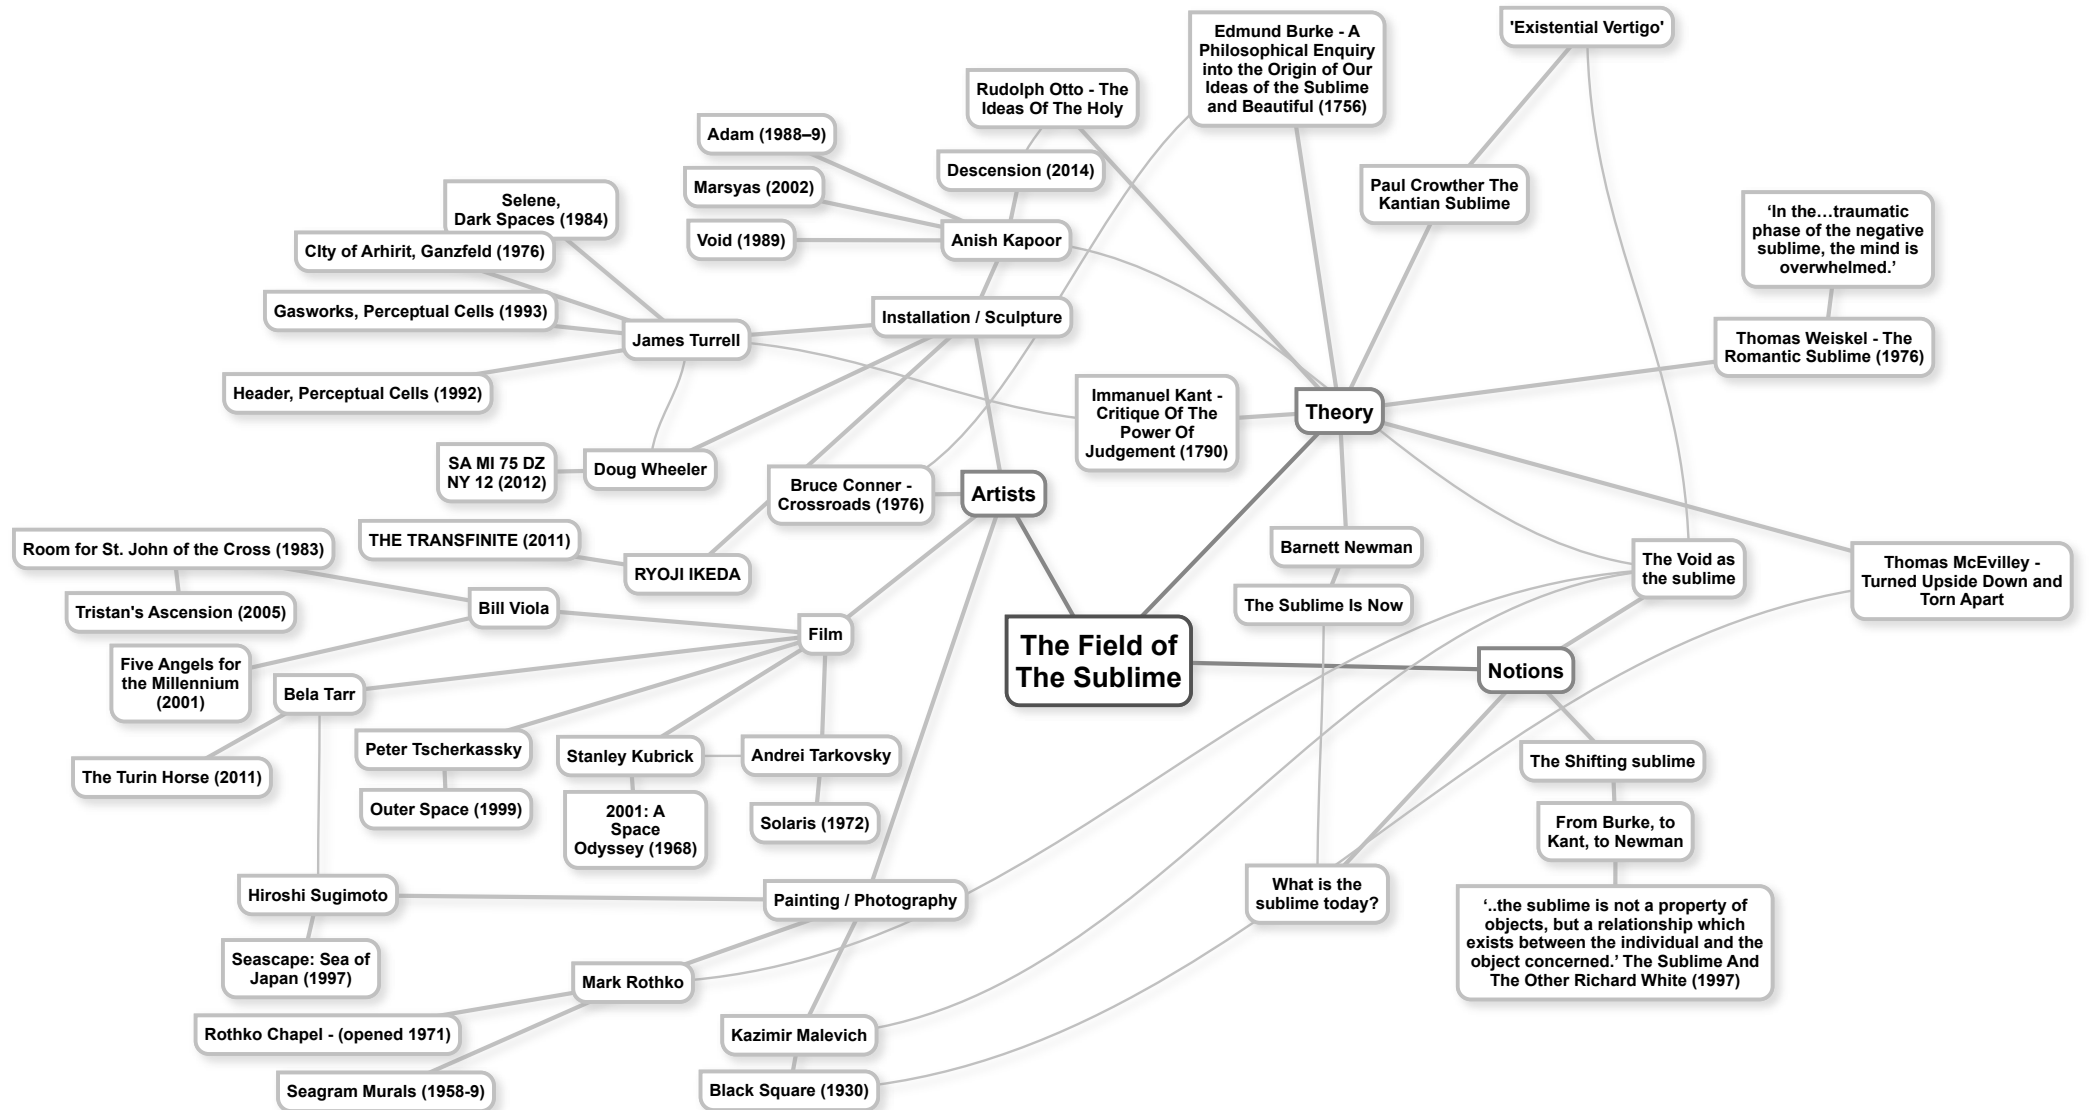 'Existential Vertigo'
Edmund Burke - A
Philosophical Enquiry
into the Origin of Our
Ideas of the Sublime
and Beautiful (1756)
Rudolph Otto - The
Ideas Of The Holy
Adam (1988–9)
Descension (2014)
Marsyas (2002)
Paul Crowther The
Kantian Sublime
Selene,
Dark Spaces (1984)
‘In the…traumatic
phase of the negative
sublime, the mind is
overwhelmed.’
Void (1989)
Anish Kapoor
CIty of Arhirit, Ganzfeld (1976)
Gasworks, Perceptual Cells (1993)
Installation / Sculpture
James Turrell
Thomas Weiskel - The
Romantic Sublime (1976)
Header, Perceptual Cells (1992)
Immanuel Kant -
Critique Of The
Power Of
Judgement (1790)
Theory
SA MI 75 DZ
NY 12 (2012)
Doug Wheeler
Bruce Conner -
Crossroads (1976)
Artists
Room for St. John of the Cross (1983)
THE TRANSFINITE (2011)
RYOJI IKEDA
Barnett Newman
The Void as
the sublime
Thomas McEvilley -
Turned Upside Down and
Torn Apart
Tristan's Ascension (2005)
Bill Viola
The Sublime Is Now
Film
The Field of
The Sublime
Notions
Five Angels for
the Millennium
(2001)
Bela Tarr
Peter Tscherkassky
Stanley Kubrick
Andrei Tarkovsky
The Shifting sublime
The Turin Horse (2011)
Outer Space (1999)
2001: A
Space
Odyssey (1968)
Solaris (1972)
From Burke, to
Kant, to Newman
Hiroshi Sugimoto
Painting / Photography
What is the
sublime today?
‘..the sublime is not a property of
objects, but a relationship which
exists between the individual and the
object concerned.’ The Sublime And
The Other Richard White (1997)
Seascape: Sea of
Japan (1997)
Mark Rothko
Rothko Chapel - (opened 1971)
Kazimir Malevich
Seagram Murals (1958-9)
Black Square (1930)